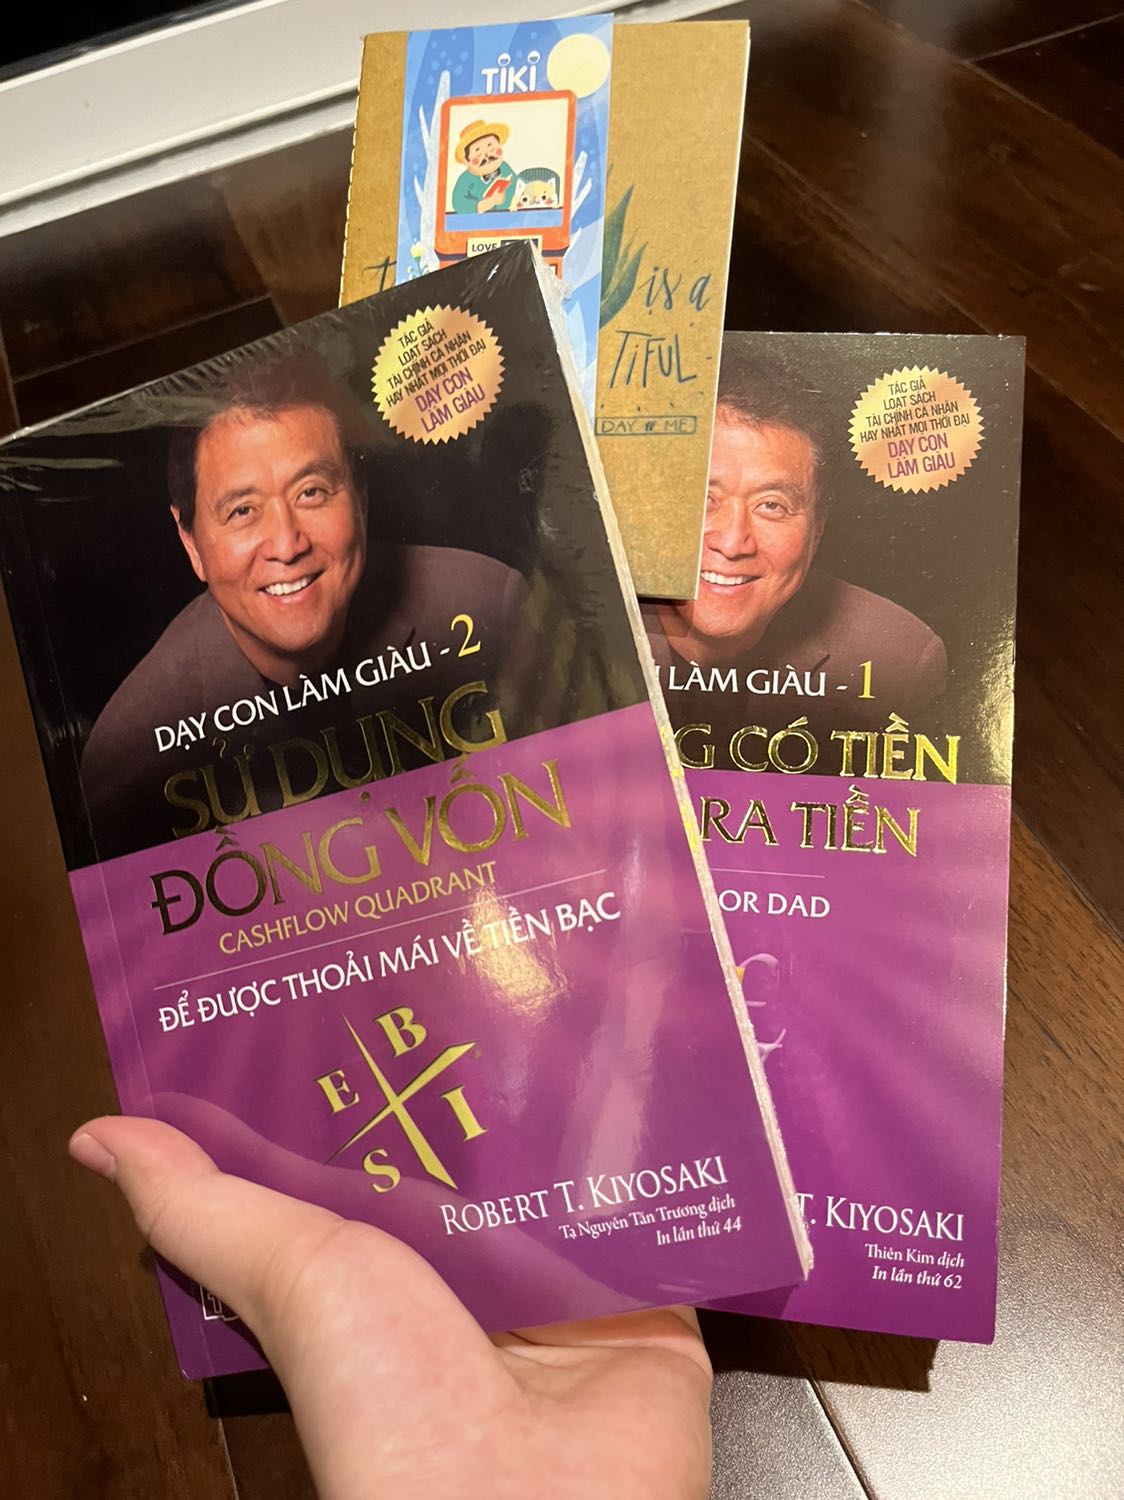 TiKi
LOVE
is a
TiFUL
DAY ME
TÁC GIẢ
LOẠT SÁCH
TÀI CHÍNH CÁ NHÂN
HAY NHẤT MỌI THỜI ĐẠI
DẠY CON
LÀM GIÀU
DẠY CON LÀM GIÀU - 2
SỬ DỤNG
ĐỒNG VỐN
CASHFLOW QUADRANT
ĐỂ ĐƯỢC THOẢI MÁI VỀ TIỀN BẠC
E B
S I
ROBERT T. KIYOSAKI
Tạ Nguyễn Tấn Trương dịch
In lần thứ 44
TÁC GIẢ
LOẠT SÁCH
TÀI CHÍNH CÁ NHÂN
HAY NHẤT MỌI THỜI ĐẠI
DẠY CON
LÀM GIÀU
LÀM GIÀU - 1
G CÓ TIỀN
RA TIỀN
OR DAD
T. KIYOSAKI
Thiên Kim dịch
In lần thứ 62